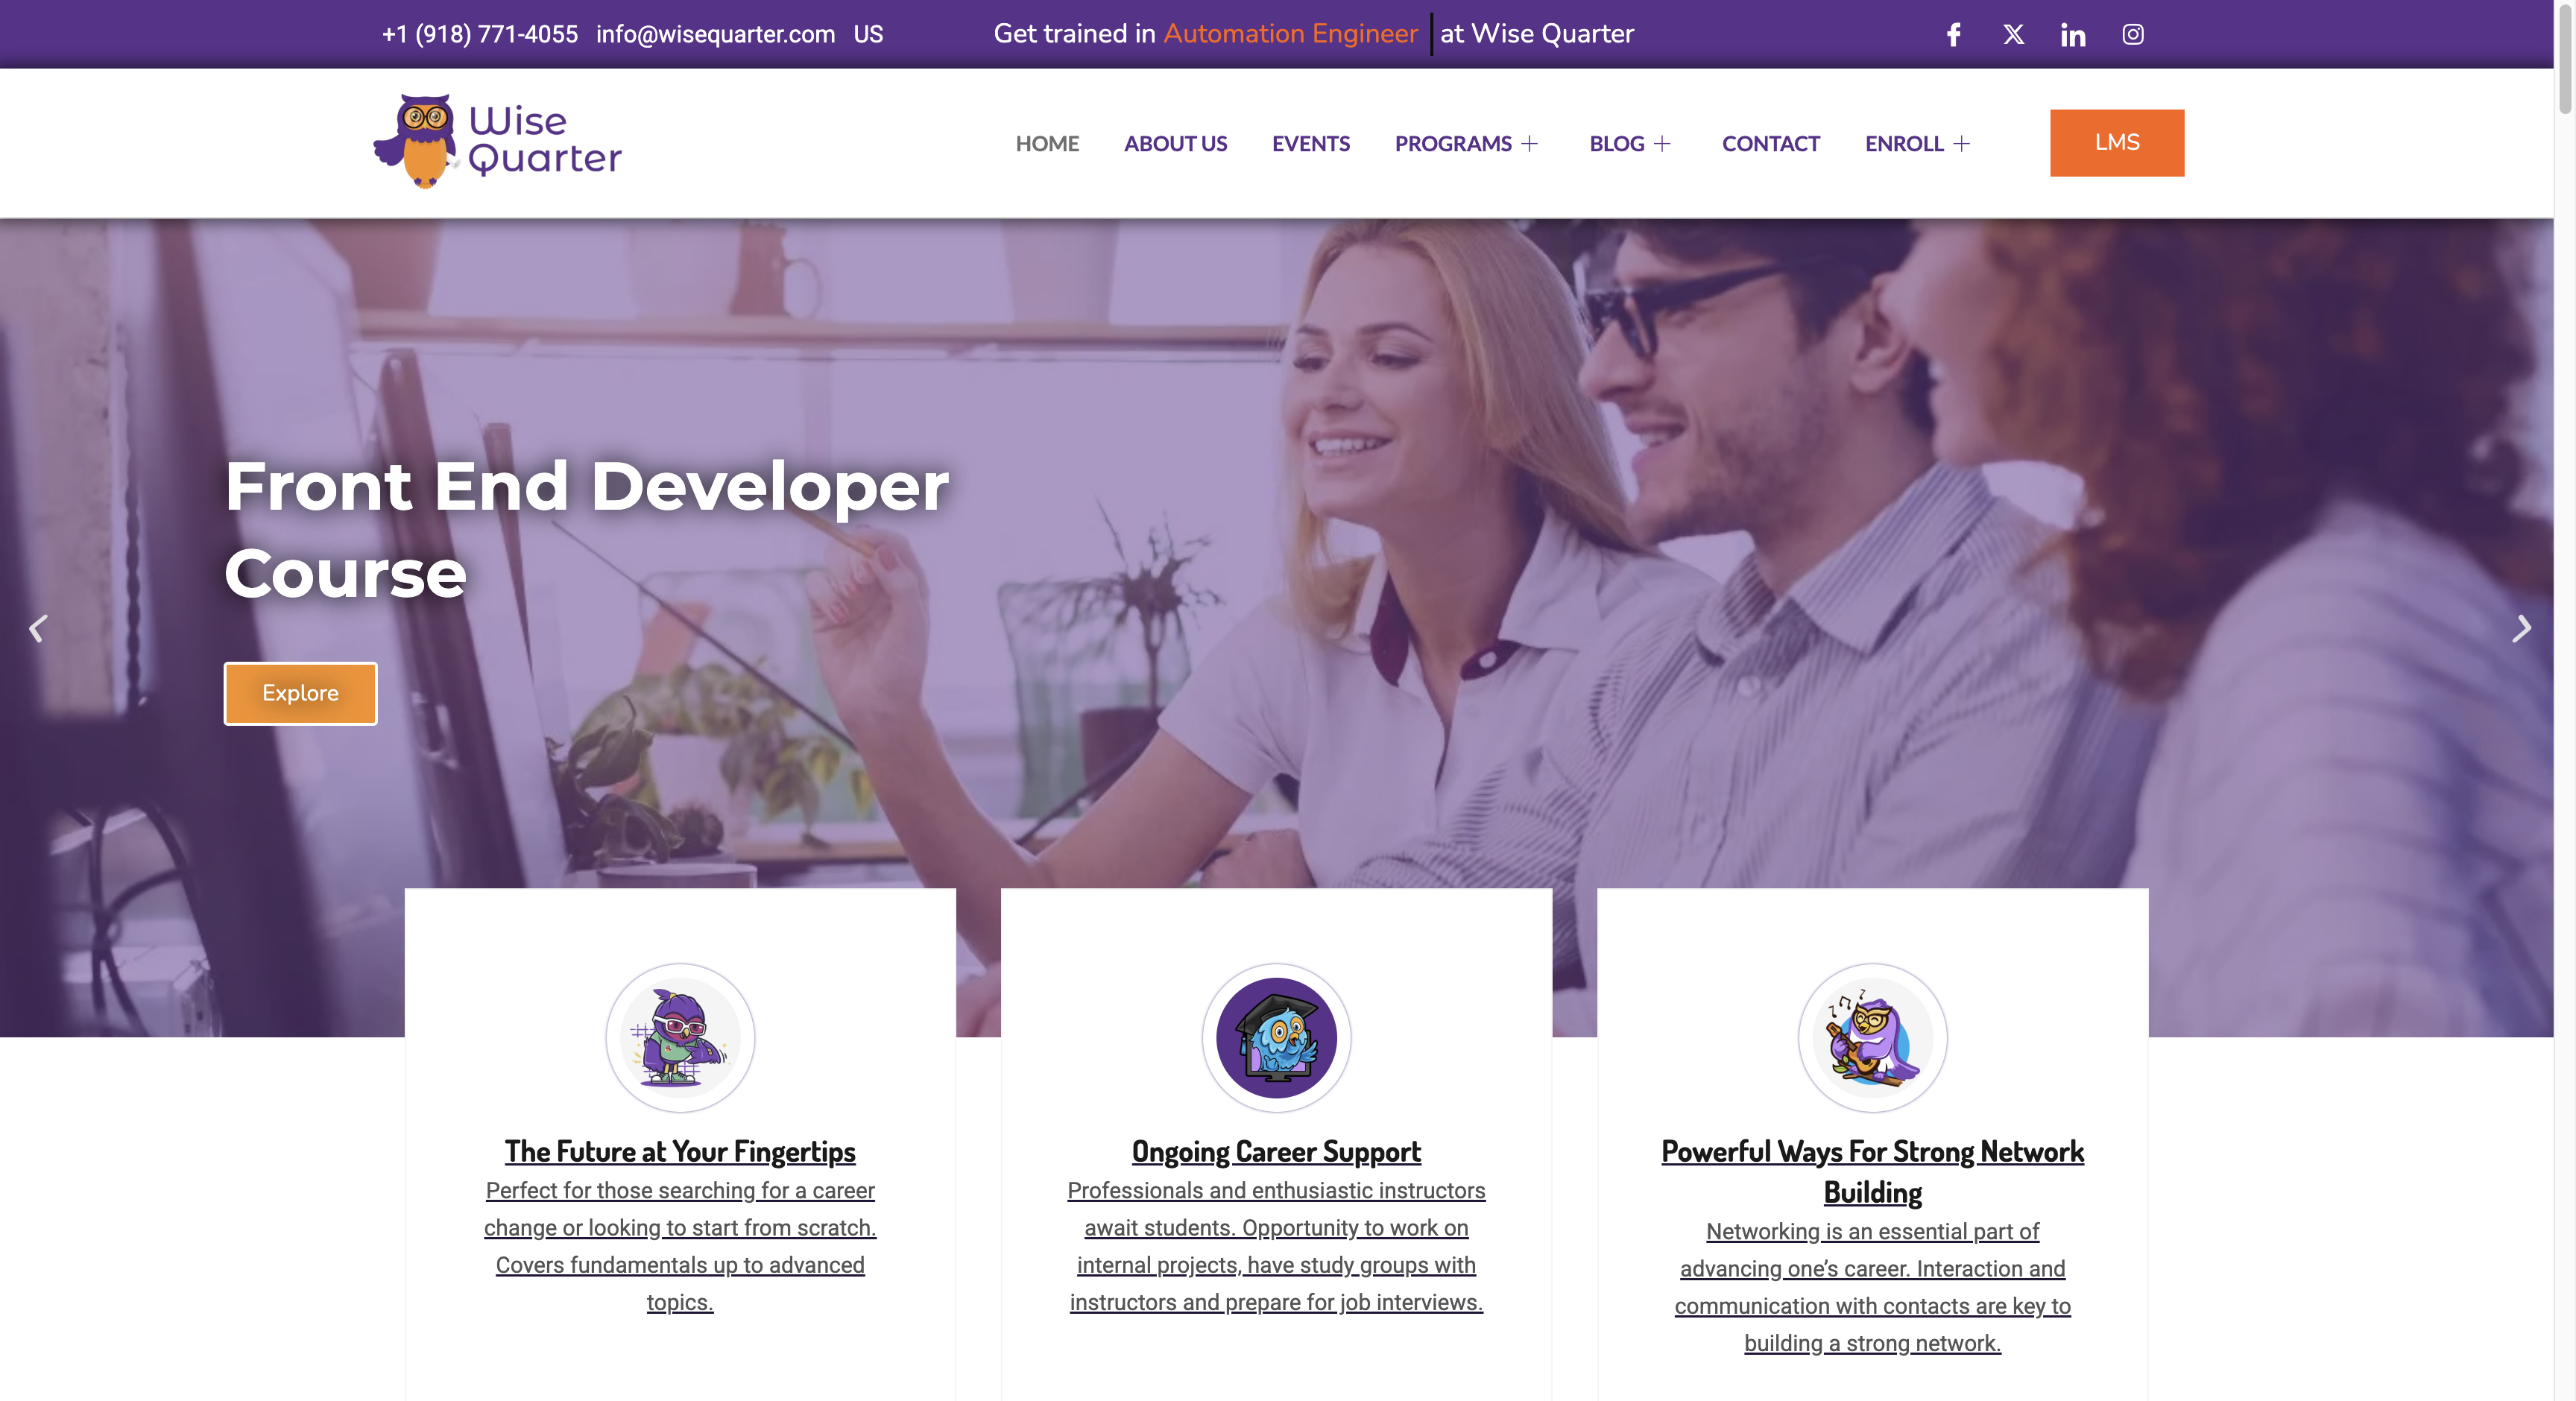 +1 (918) 771-4055 info@wisequarter.com US
Get trained in Automation Engineer at Wise Quarter
Wise
Quarter
HOME
ABOUT US
EVENTS
PROGRAMS
BLOG
CONTACT
ENROLL
LMS
Front End Developer
Course
Explore
The Future at Your Fingertips
Perfect for those searching for a career
change or looking to start from scratch.
Covers fundamentals up to advanced
topics.
Ongoing Career Support
Professionals and enthusiastic instructors
await students. Opportunity to work on
internal projects, have study groups with
instructors and prepare for job interviews.
Powerful Ways For Strong Network
Building
Networking is an essential part of
advancing one’s career. Interaction and
communication with contacts are key to
building a strong network.